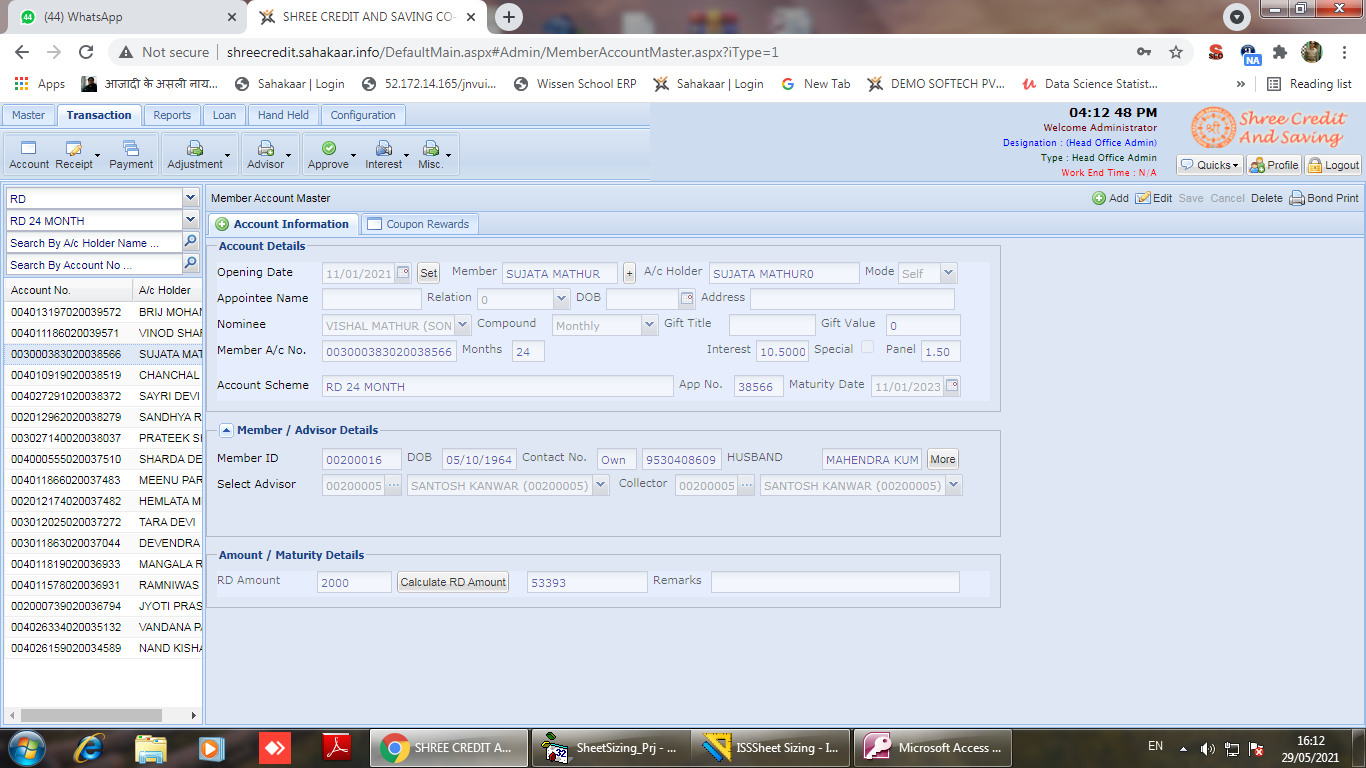 (44) WhatsApp
SHREE CREDIT AND SAVING CO-
Not secure shreecredit.sahakaar.info/DefaultMain.aspx#Admin/MemberAccountMaster.aspx?iType=1
SEO NA
Apps आजादी के असली नाय... Sahakaar | Login 52.172.14.165/jnvui... Wissen School ERP Sahakaar | Login New Tab DEMO SOFTECH PV... Data Science Statist... » Reading list
Master Transaction Reports Loan Hand Held Configuration
04:12 48 PM
Welcome Administrator
Designation : (Head Office Admin)
Type : Head Office Admin
Work End Time : N/A
Shree Credit
And Saving
Account Receipt Payment Adjustment Advisor Approve Interest Misc.
Quicks Profile Logout
RD
RD 24 MONTH
Search By A/c Holder Name ...
Search By Account No ...
Account No. A/c Holder
004013197020039572 BRIJ MOHAN
004011186020039571 VINOD SHAR
003000383020038566 SUJATA MAT
004010919020038519 CHANCHAL
004027291020038372 SAYRI DEVI
002012962020038279 SANDHYA R
003027140020038037 PRATEEK S
004000555020037510 SHARDA DE
004011866020037483 MEENU PAR
002012174020037482 HEMLATA M
003012025020037272 TARA DEVI
003011863020037044 DEVENDRA
004011819020036933 MANGALA R
004011578020036931 RAMNIWAS
002000739020036794 JYOTI PRAS
004026334020035132 VANDANA PA
004026159020034589 NAND KISHA
Member Account Master
Add Edit Save Cancel Delete Bond Print
Account Information Coupon Rewards
Account Details
Opening Date 11/01/2021 Set Member SUJATA MATHUR + A/c Holder SUJATA MATHUR0 Mode Self
Appointee Name Relation 0 DOB Address
Nominee VISHAL MATHUR (SON Compound Monthly Gift Title Gift Value 0
Member A/c No. 003000383020038566 Months 24 Interest 10.5000 Special Panel 1.50
Account Scheme RD 24 MONTH App No. 38566 Maturity Date 11/01/2023
Member / Advisor Details
Member ID 00200016 DOB 05/10/1964 Contact No. Own 9530408609 HUSBAND MAHENDRA KUM More
Select Advisor 00200005 ... SANTOSH KANWAR (00200005) Collector 00200005 ... SANTOSH KANWAR (00200005)
Amount / Maturity Details
RD Amount 2000 Calculate RD Amount 53393 Remarks
SHREE CREDIT A... SheetSizing_Prj - ... ISSSheet Sizing - I... Microsoft Access ...
EN 16:12
29/05/2021